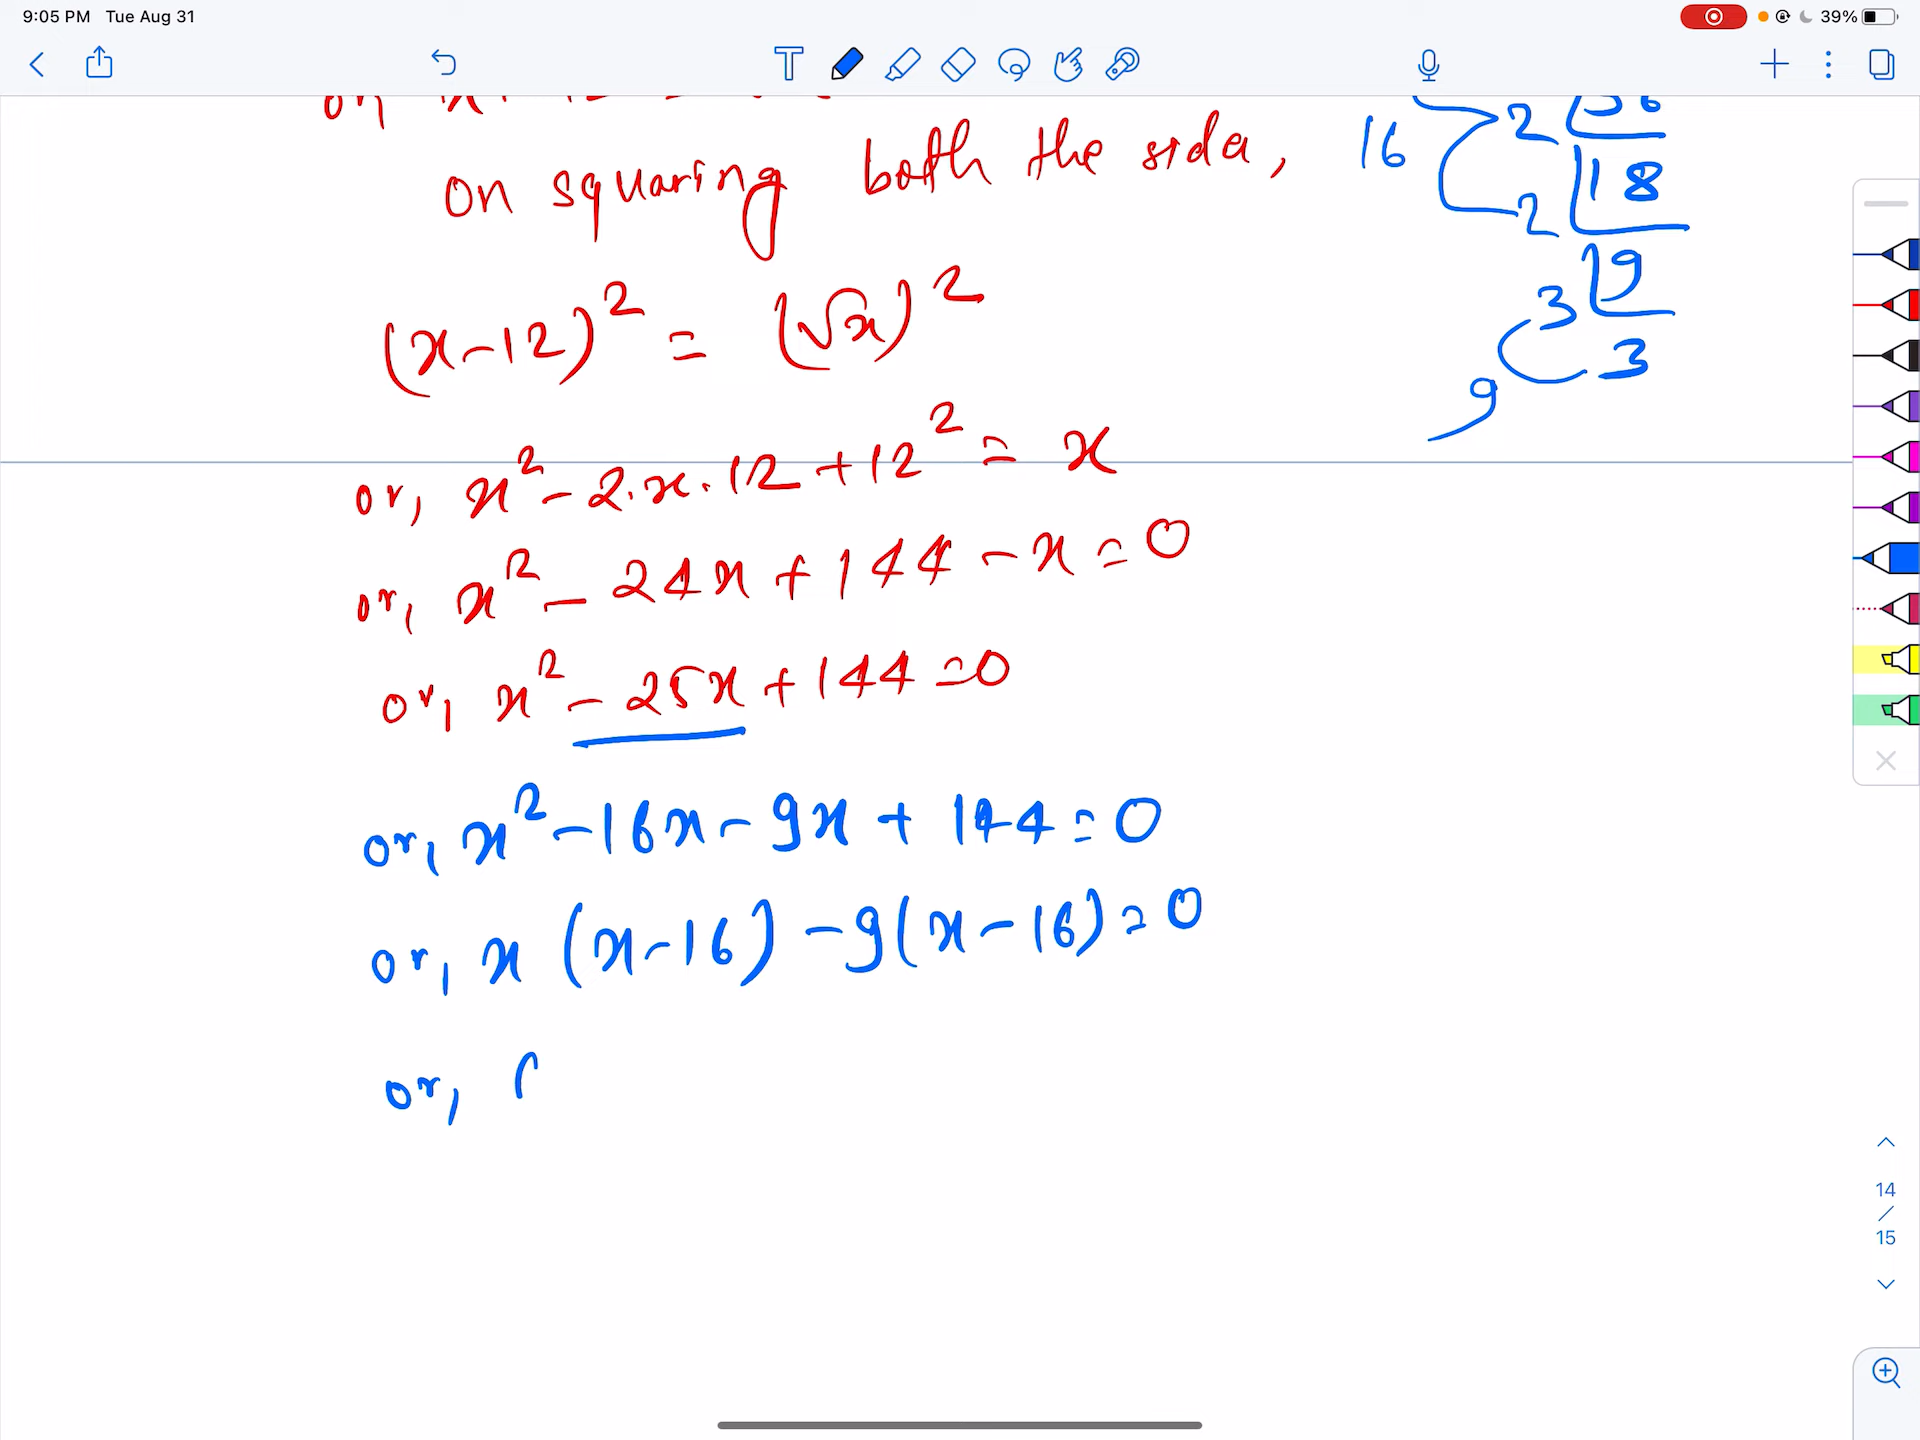 9:05 PM Tue Aug 31
39%
T
on squaring both the side,
(x-12)² = (√x)²
or, x² - 2.x.12 + 12² = x
or, x² - 24x + 144 - x = 0
or, x² - 25x + 144 = 0
or, x² - 16x - 9x + 144 = 0
or, x (x-16) - 9(x-16) = 0
or, (
16
2
2 18
9
3
3
9
14
/
15